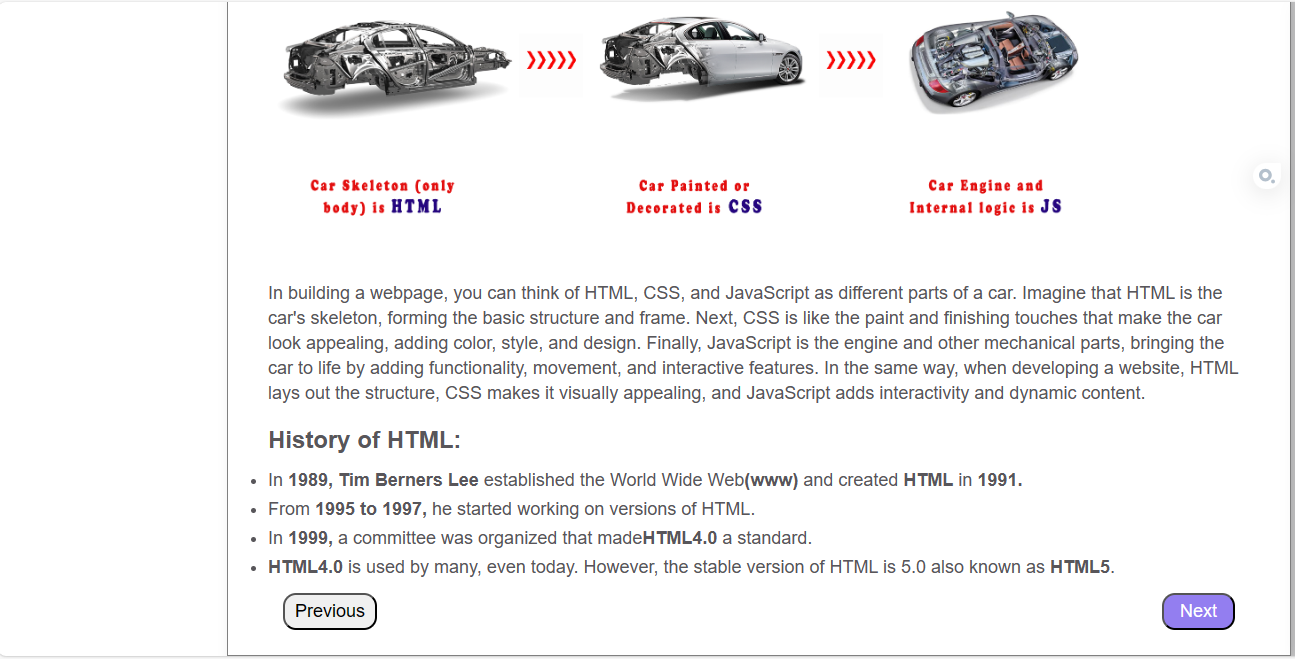 Car Skeleton (only
body) is HTML
Car Painted or
Decorated is CSS
Car Engine and
Internal logic is JS
In building a webpage, you can think of HTML, CSS, and JavaScript as different parts of a car. Imagine that HTML is the
car's skeleton, forming the basic structure and frame. Next, CSS is like the paint and finishing touches that make the car
look appealing, adding color, style, and design. Finally, JavaScript is the engine and other mechanical parts, bringing the
car to life by adding functionality, movement, and interactive features. In the same way, when developing a website, HTML
lays out the structure, CSS makes it visually appealing, and JavaScript adds interactivity and dynamic content.
History of HTML:
• In 1989, Tim Berners Lee established the World Wide Web(www) and created HTML in 1991.
• From 1995 to 1997, he started working on versions of HTML.
• In 1999, a committee was organized that madeHTML4.0 a standard.
• HTML4.0 is used by many, even today. However, the stable version of HTML is 5.0 also known as HTML5.
Previous
Next